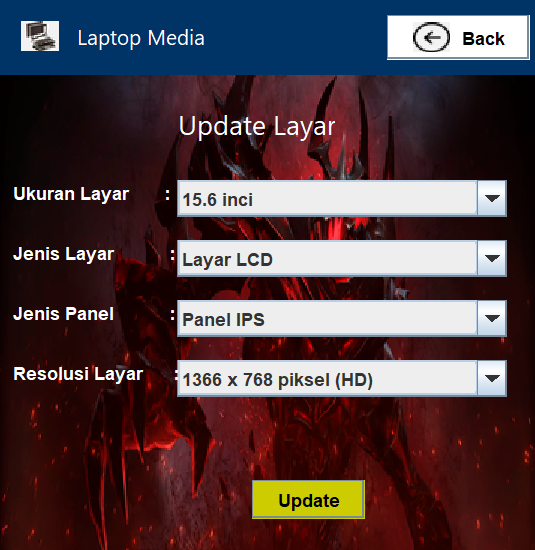 Laptop Media
Back
Update Layar
Ukuran Layar : 15.6 inci
Jenis Layar : Layar LCD
Jenis Panel : Panel IPS
Resolusi Layar : 1366 x 768 piksel (HD)
Update